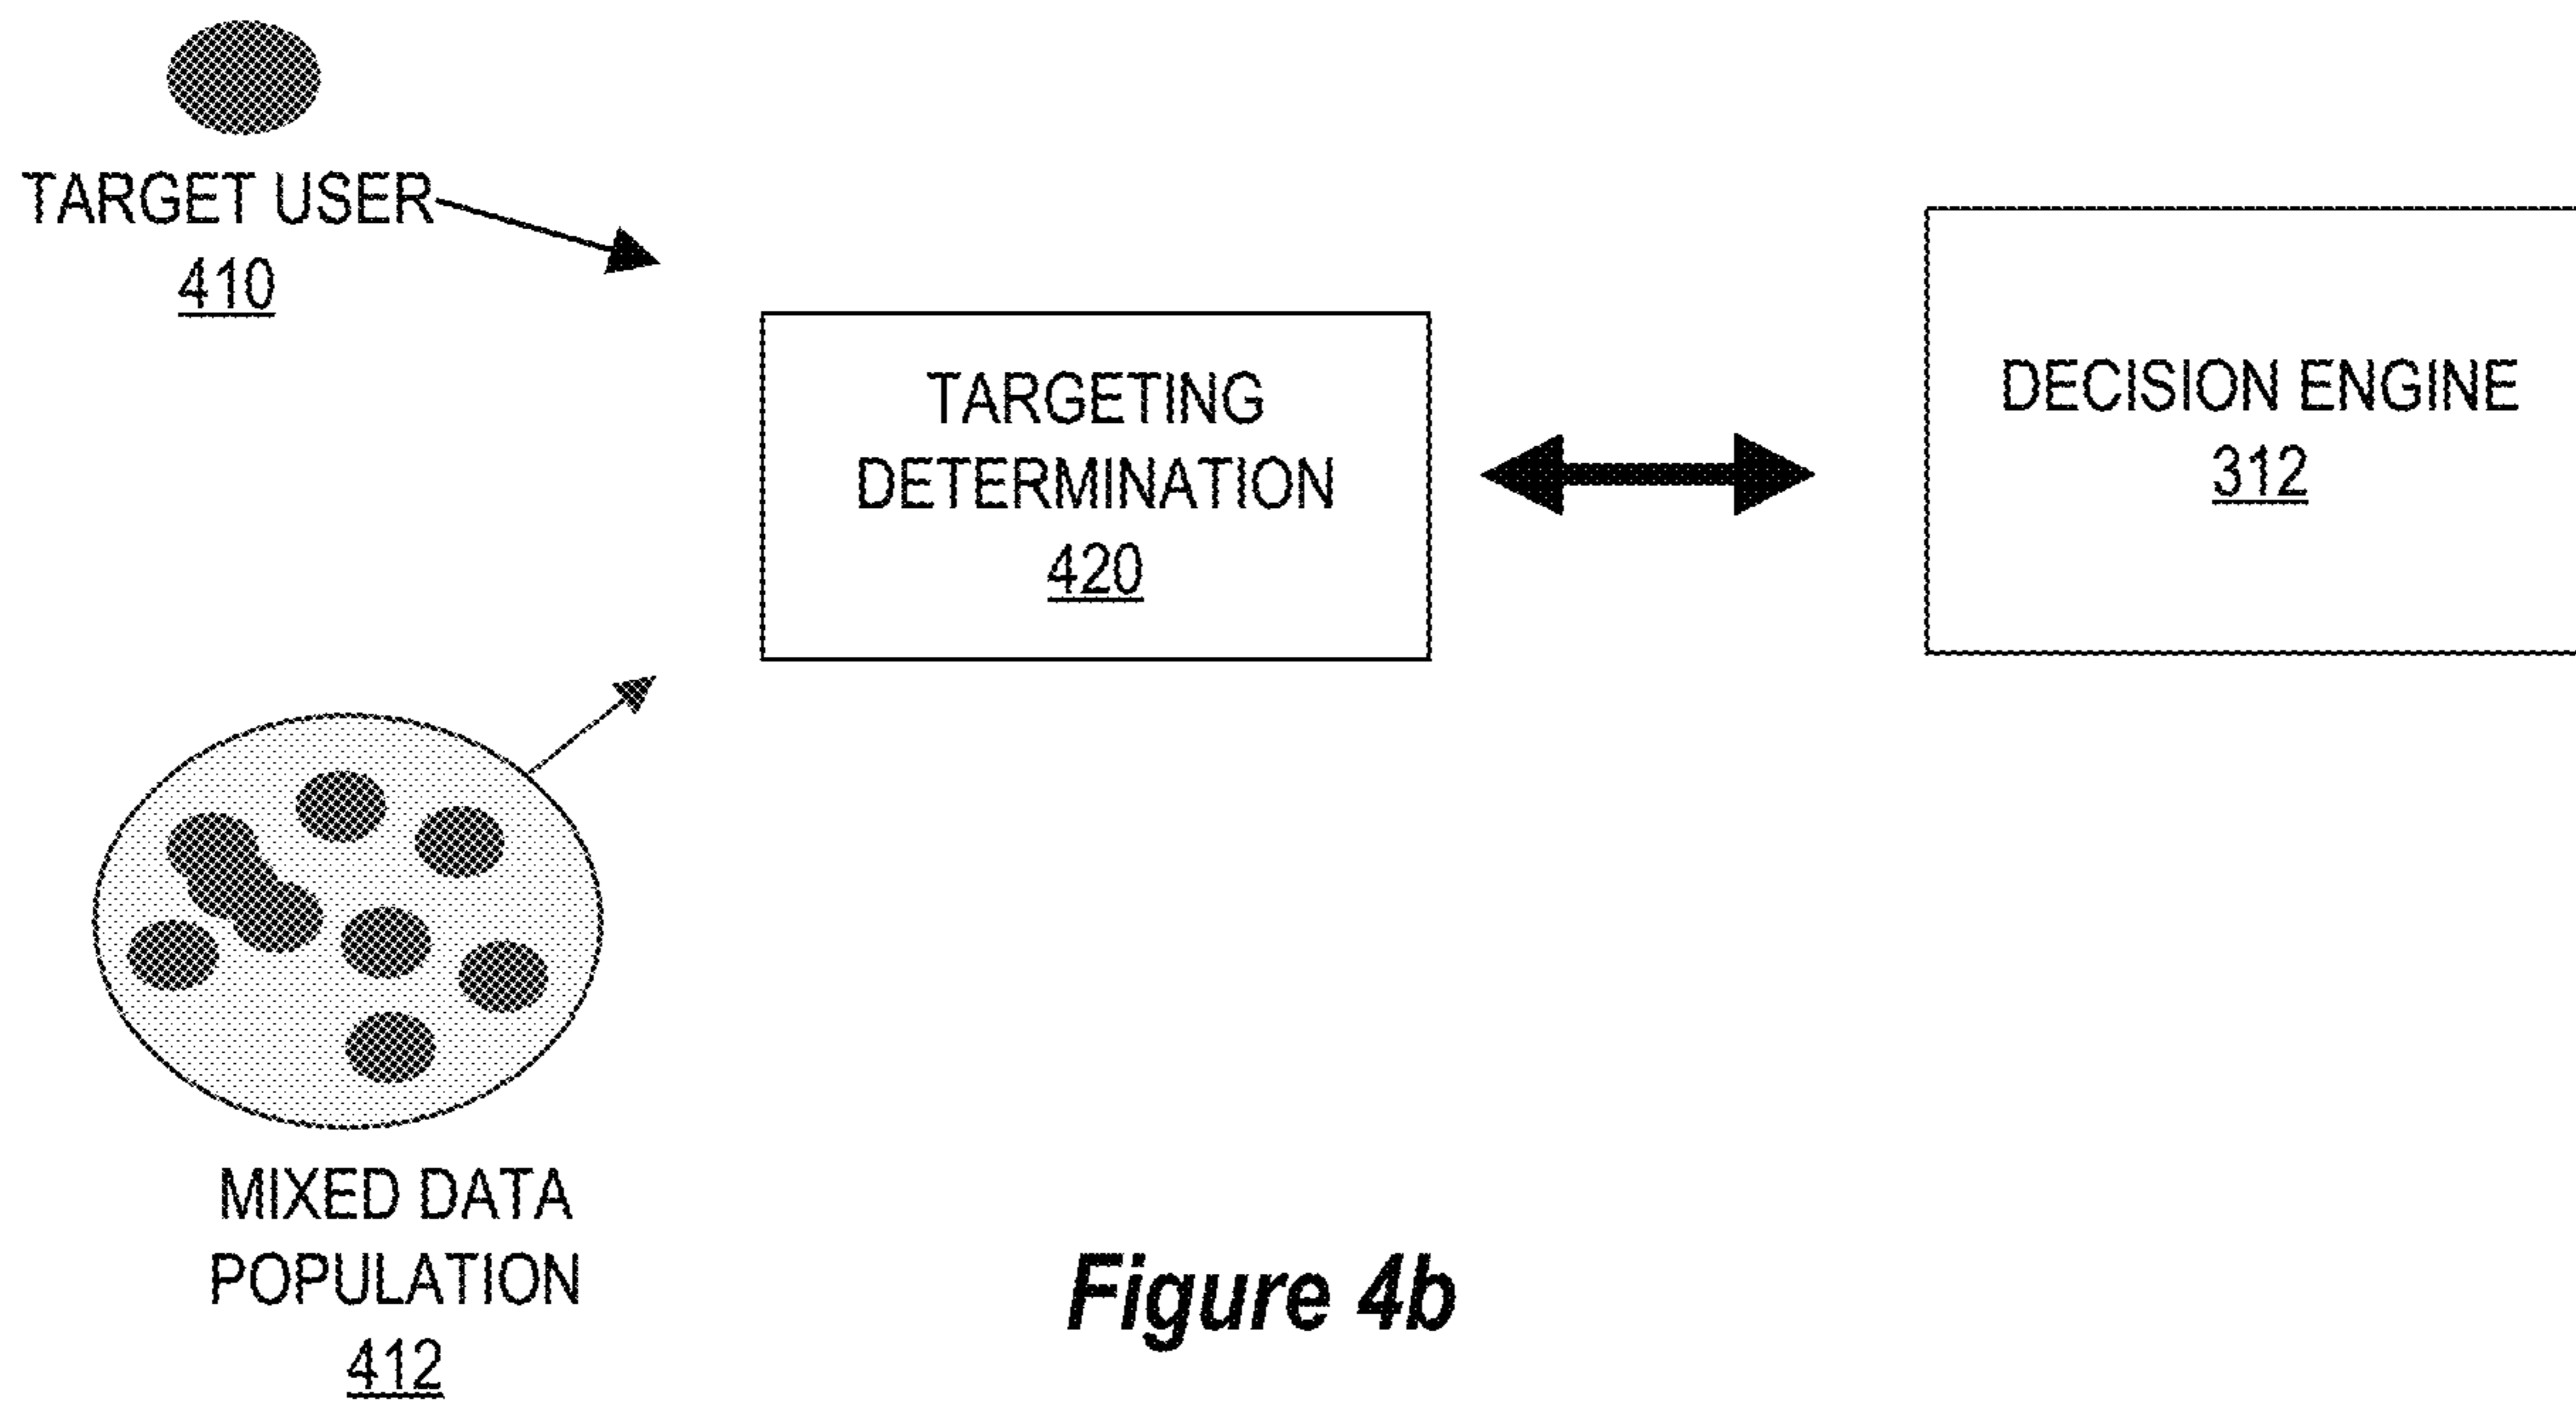 TARGET USER
410
TARGETING
DETERMINATION
420
DECISION ENGINE
312
MIXED DATA
POPULATION
412
Figure 4b